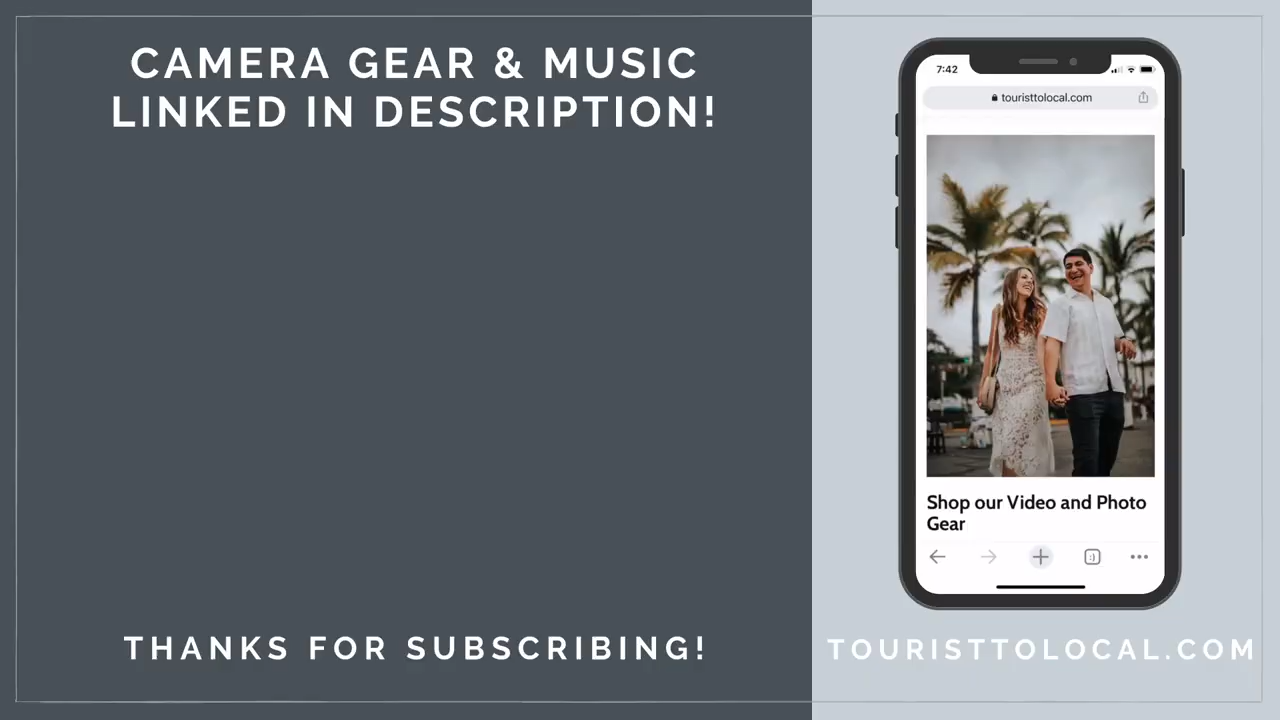 CAMERA GEAR & MUSIC
LINKED IN DESCRIPTION!
7:42
touristtolocal.com
Shop our Video and Photo
Gear
:)
THANKS FOR SUBSCRIBING!
TOURISTTOLOCAL.COM